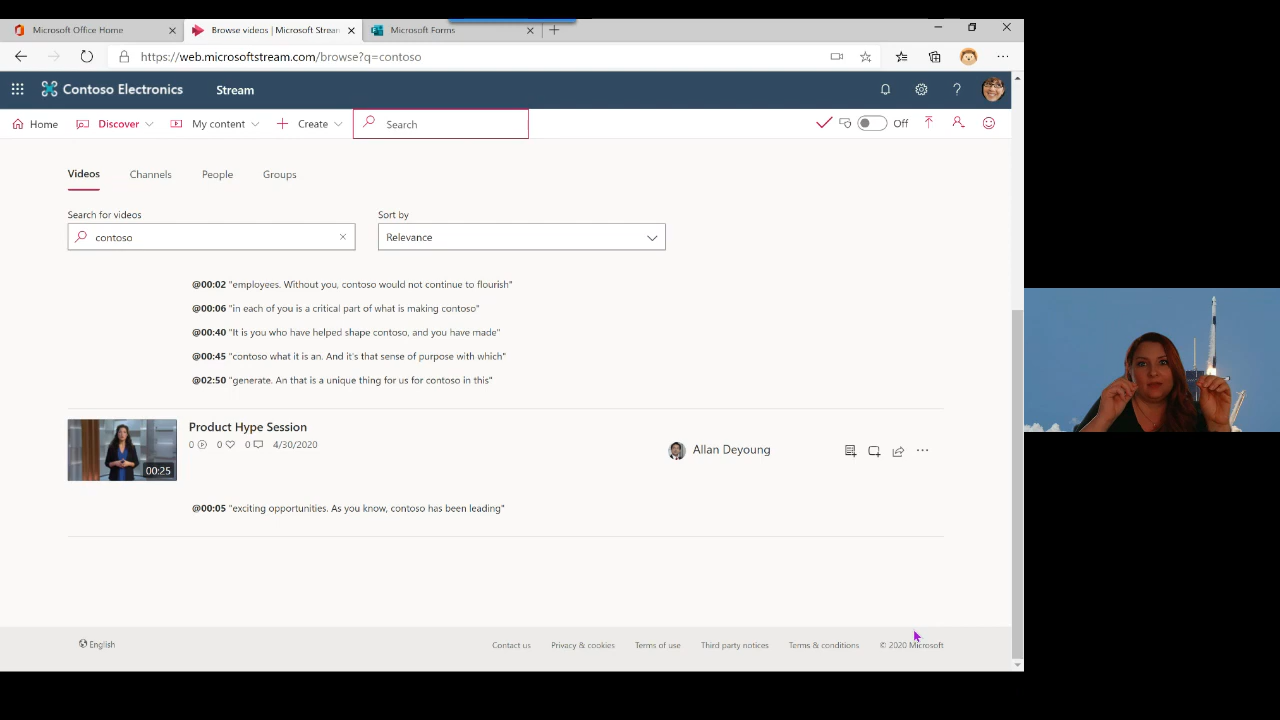 Microsoft Office Home
Browse videos | Microsoft Stream
Microsoft Forms
https://web.microsoftstream.com/browse?q=contoso
Contoso Electronics
Stream
Home
Discover
My content
Create
Search
Off
Videos
Channels
People
Groups
Search for videos
Sort by
contoso
Relevance
@00:02 "employees. Without you, contoso would not continue to flourish"
@00:06 "in each of you is a critical part of what is making contoso"
@00:40 "It is you who have helped shape contoso, and you have made"
@00:45 "contoso what it is an. And it's that sense of purpose with which"
@02:50 "generate. An that is a unique thing for us for contoso in this"
Product Hype Session
0 0 0 4/30/2020
00:25
Allan Deyoung
@00:05 "exciting opportunities. As you know, contoso has been leading"
English
Contact us
Privacy & cookies
Terms of use
Third party notices
Terms & conditions
© 2020 Microsoft